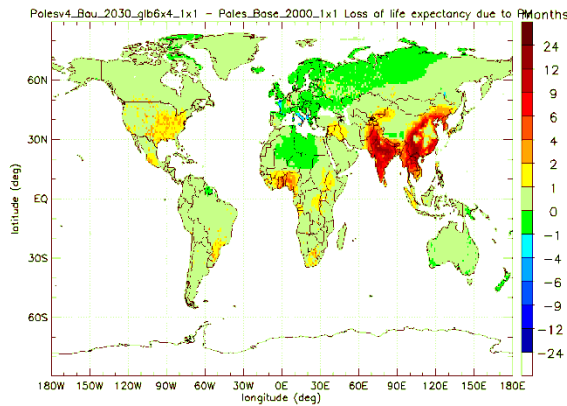 Polesv4_Bau_2030_glb6x4_1x1 - Poles_Base_2000_1x1 Loss of life expectancy due to PM
Months
24
12
9
6
4
2
1
0
-1
-4
-6
-9
-12
-24
60N
30N
EQ
30S
60S
latitude (deg)
180W 150W 120W 90W 60W 30W 0E 30E 60E 90E 120E 150E 180E
longitude (deg)